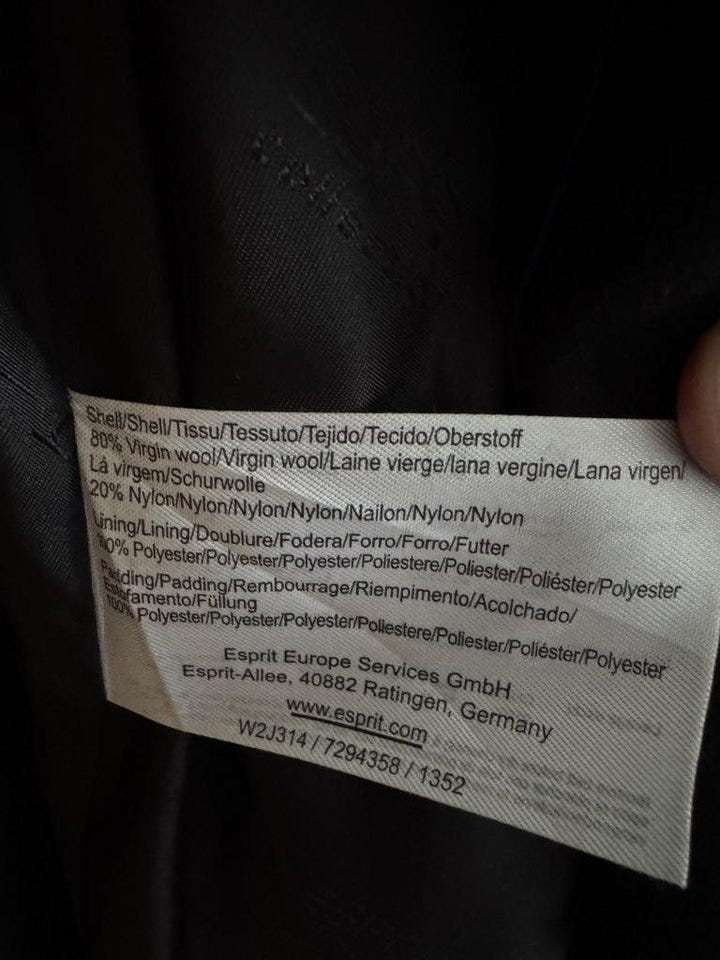 Shell/Shell/Tissu/Tessuto/Tejido/Tecido/Oberstoff
80% Virgin wool/Virgin wool/Laine vierge/lana vergine/Lana virgen/
Lã virgem/Schurwolle
20% Nylon/Nylon/Nylon/Nylon/Nailon/Nylon/Nylon
Lining/Lining/Doublure/Fodera/Forro/Forro/Futter
100% Polyester/Polyester/Polyester/Poliestere/Poliester/Poliéster/Polyester
Padding/Padding/Rembourrage/Riempimento/Acolchado/
Estofamento/Füllung
100% Polyester/Polyester/Polyester/Poliestere/Poliester/Poliéster/Polyester
Esprit Europe Services GmbH
Esprit-Allee, 40882 Ratingen, Germany
www.esprit.com
W2J314 / 7294358 / 1352